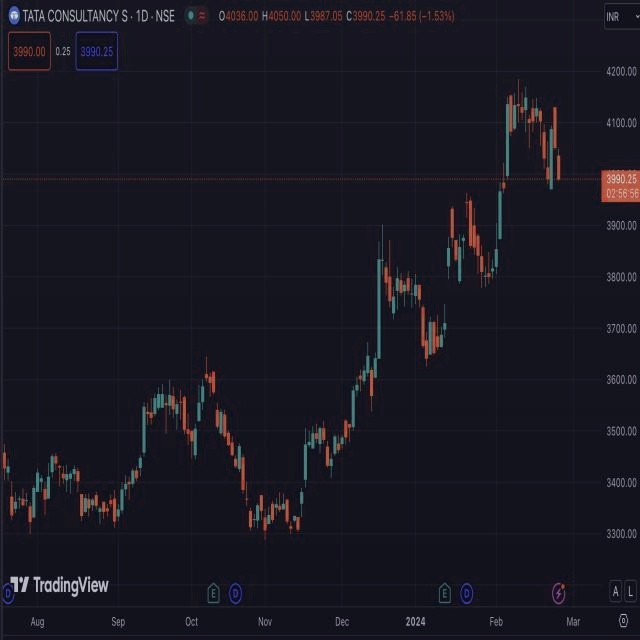 TATA CONSULTANCY S · 1D · NSE O4036.00 H4050.00 L3987.05 C3990.25 −61.85 (−1.53%) INR
3990.00 0.25 3990.25
4200.00
4100.00
3990.25
02:56:56
3900.00
3800.00
3700.00
3600.00
3500.00
3400.00
3300.00
D E D E D A L
TradingView
Aug Sep Oct Nov Dec 2024 Feb Mar